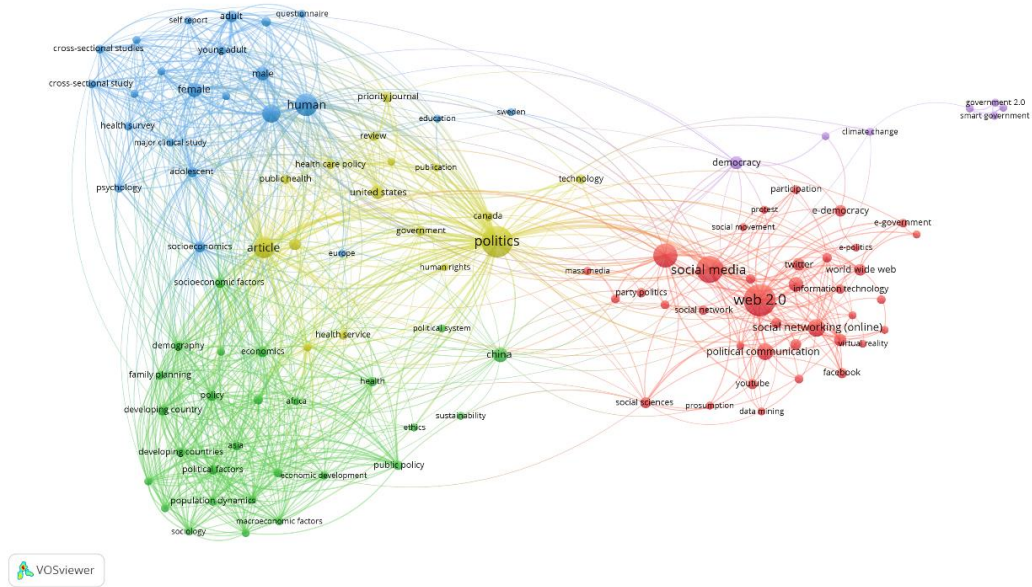 questionnaire
adult
self report
cross-sectional studies
young adult
male
cross-sectional study
female
human
priority journal
health survey
education
sweden
review
major clinical study
health care policy
publication
adolescent
public health
psychology
united states
technology
canada
government
politics
article
socioeconomics
europe
human rights
socioeconomic factors
health service
political system
demography
economics
china
family planning
health
policy
africa
developing country
sustainability
ethics
asia
developing countries
political factors
public policy
economic development
population dynamics
macroeconomic factors
sociology
government 2.0
smart government
climate change
democracy
participation
protest
e-democracy
social movement
e-government
e-politics
mass media
social media
twitter
world wide web
party politics
information technology
web 2.0
social network
social networking (online)
virtual reality
political communication
facebook
youtube
social sciences
prosumption
data mining
VOSviewer